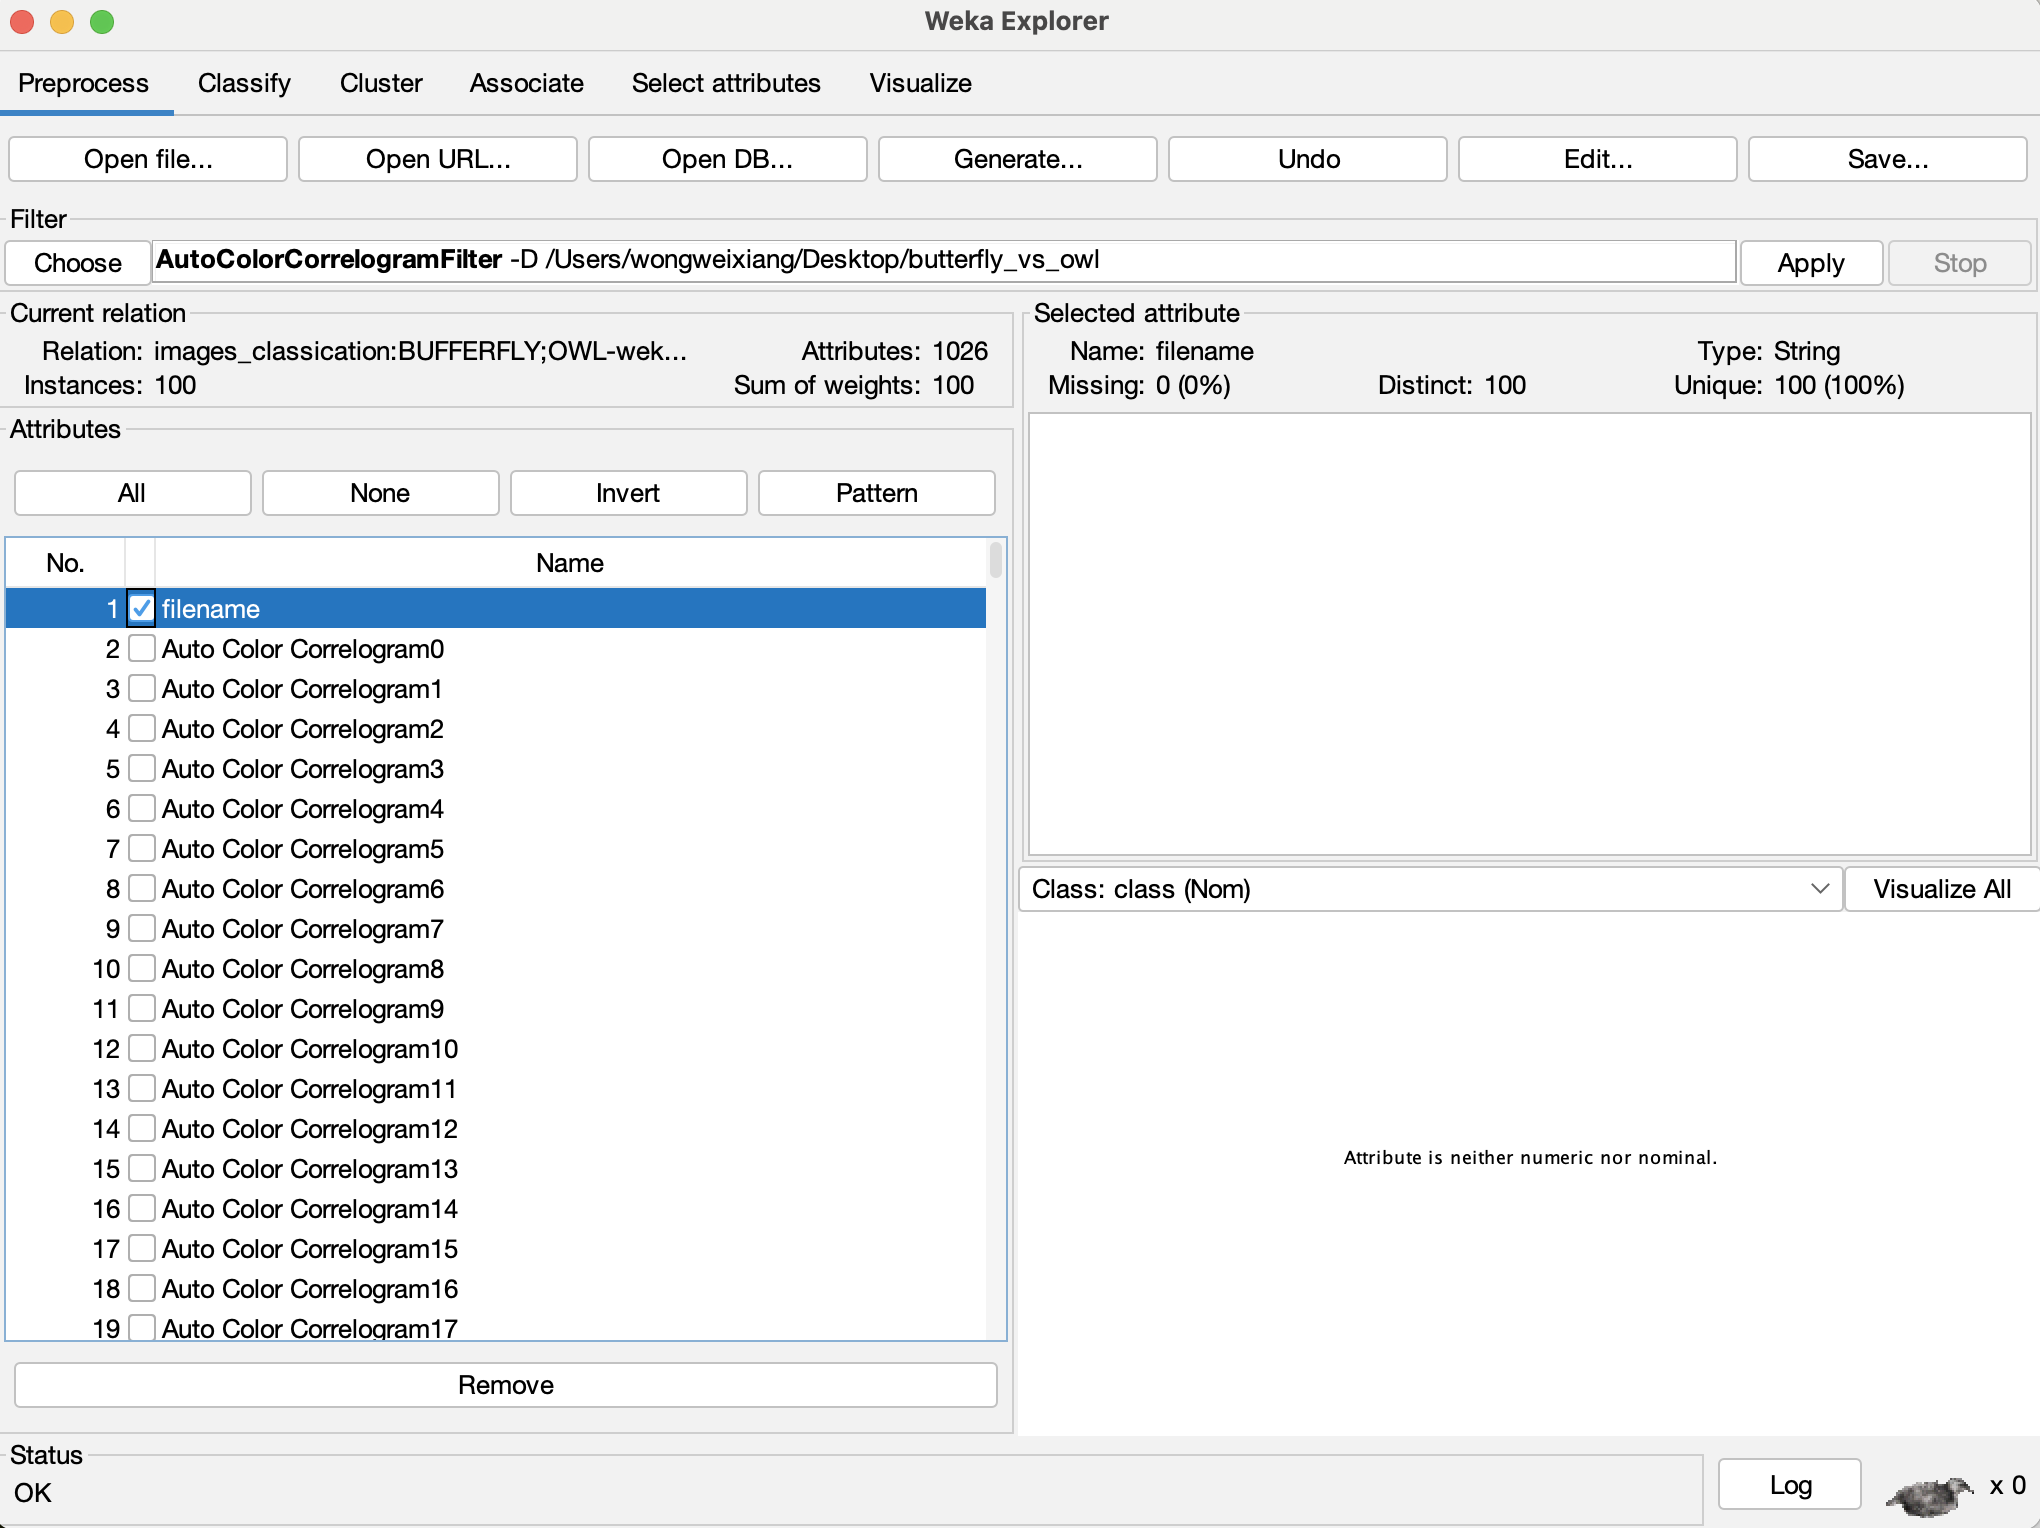 Weka Explorer
Preprocess Classify Cluster Associate Select attributes Visualize
Open file... Open URL... Open DB... Generate... Undo Edit... Save...
Filter
Choose AutoColorCorrelogramFilter -D /Users/wongweixiang/Desktop/butterfly_vs_owl Apply Stop
Current relation
Relation: images_classication:BUFFERFLY;OWL-wek... Attributes: 1026
Instances: 100 Sum of weights: 100
Selected attribute
Name: filename Type: String
Missing: 0 (0%) Distinct: 100 Unique: 100 (100%)
Attributes
All None Invert Pattern
No. Name
1 filename
2 Auto Color Correlogram0
3 Auto Color Correlogram1
4 Auto Color Correlogram2
5 Auto Color Correlogram3
6 Auto Color Correlogram4
7 Auto Color Correlogram5
8 Auto Color Correlogram6
9 Auto Color Correlogram7
10 Auto Color Correlogram8
11 Auto Color Correlogram9
12 Auto Color Correlogram10
13 Auto Color Correlogram11
14 Auto Color Correlogram12
15 Auto Color Correlogram13
16 Auto Color Correlogram14
17 Auto Color Correlogram15
18 Auto Color Correlogram16
19 Auto Color Correlogram17
Remove
Class: class (Nom) Visualize All
Attribute is neither numeric nor nominal.
Status
OK
Log x 0